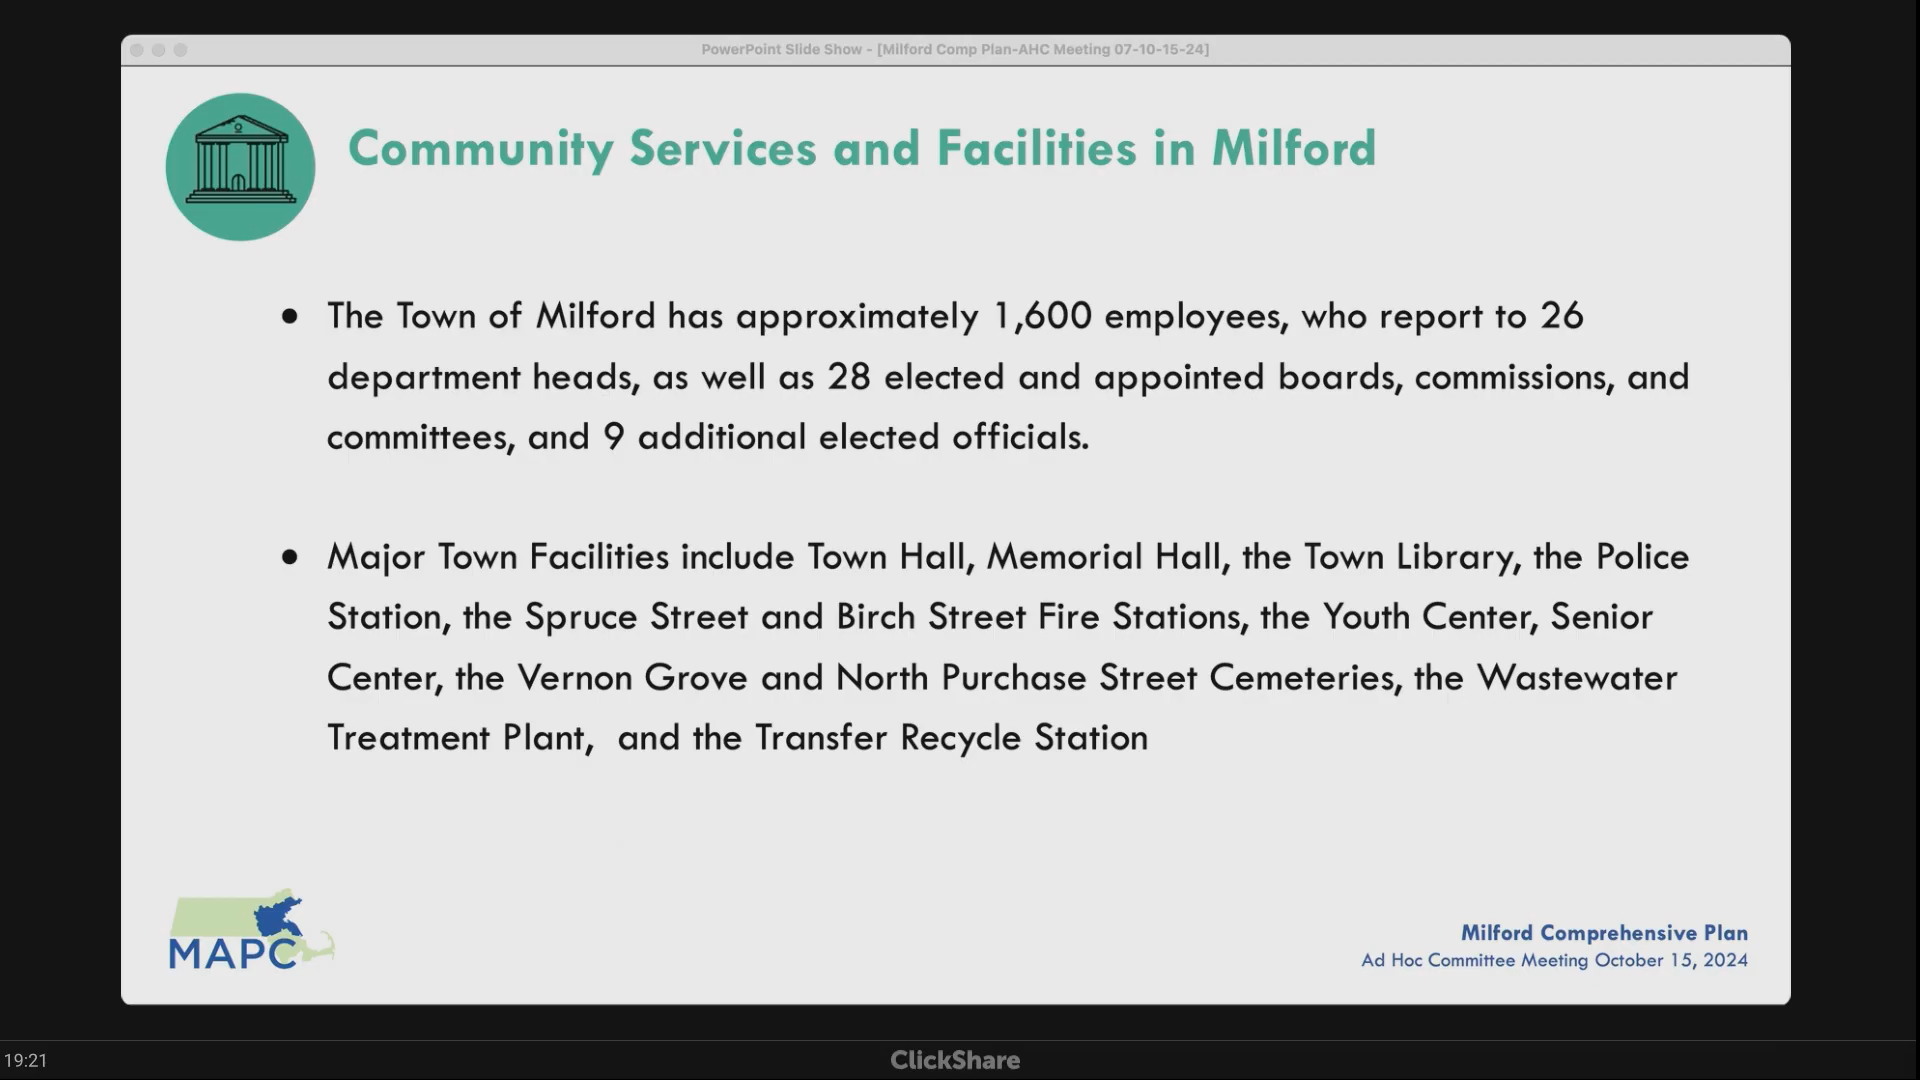 PowerPoint Slide Show - [Milford Comp Plan-AHC Meeting 07-10-15-24]
Community Services and Facilities in Milford
• The Town of Milford has approximately 1,600 employees, who report to 26
department heads, as well as 28 elected and appointed boards, commissions, and
committees, and 9 additional elected officials.
• Major Town Facilities include Town Hall, Memorial Hall, the Town Library, the Police
Station, the Spruce Street and Birch Street Fire Stations, the Youth Center, Senior
Center, the Vernon Grove and North Purchase Street Cemeteries, the Wastewater
Treatment Plant,  and the Transfer Recycle Station
MAPC
Milford Comprehensive Plan
Ad Hoc Committee Meeting October 15, 2024
19:21
ClickShare